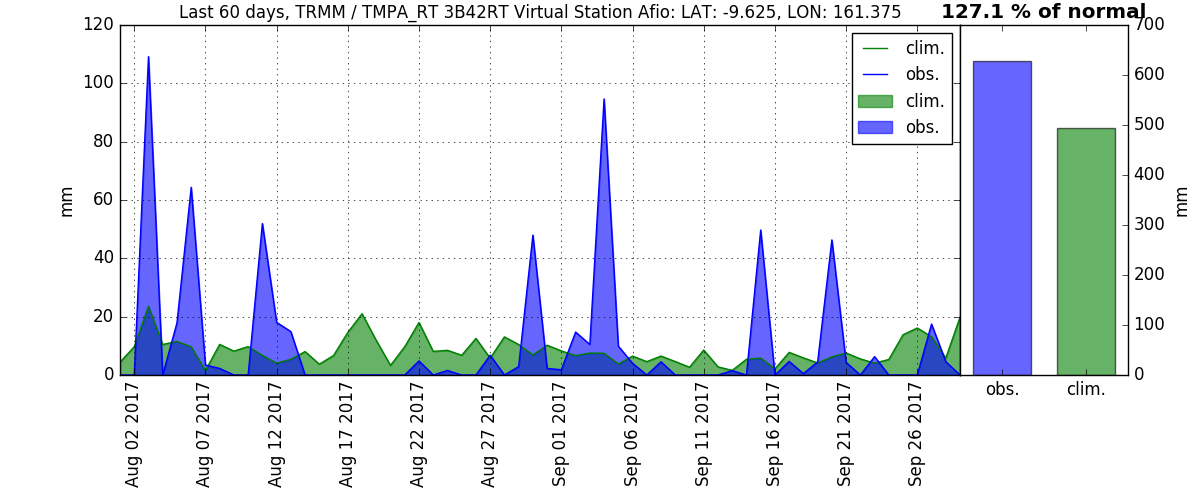 Last 60 days, TRMM / TMPA_RT 3B42RT Virtual Station Afio: LAT: -9.625, LON: 161.375
127.1 % of normal
120
100
80
60
40
20
0
mm
clim.
obs.
clim.
obs.
700
600
500
400
300
200
100
0
mm
Aug 02 2017
Aug 07 2017
Aug 12 2017
Aug 17 2017
Aug 22 2017
Aug 27 2017
Sep 01 2017
Sep 06 2017
Sep 11 2017
Sep 16 2017
Sep 21 2017
Sep 26 2017
obs.
clim.